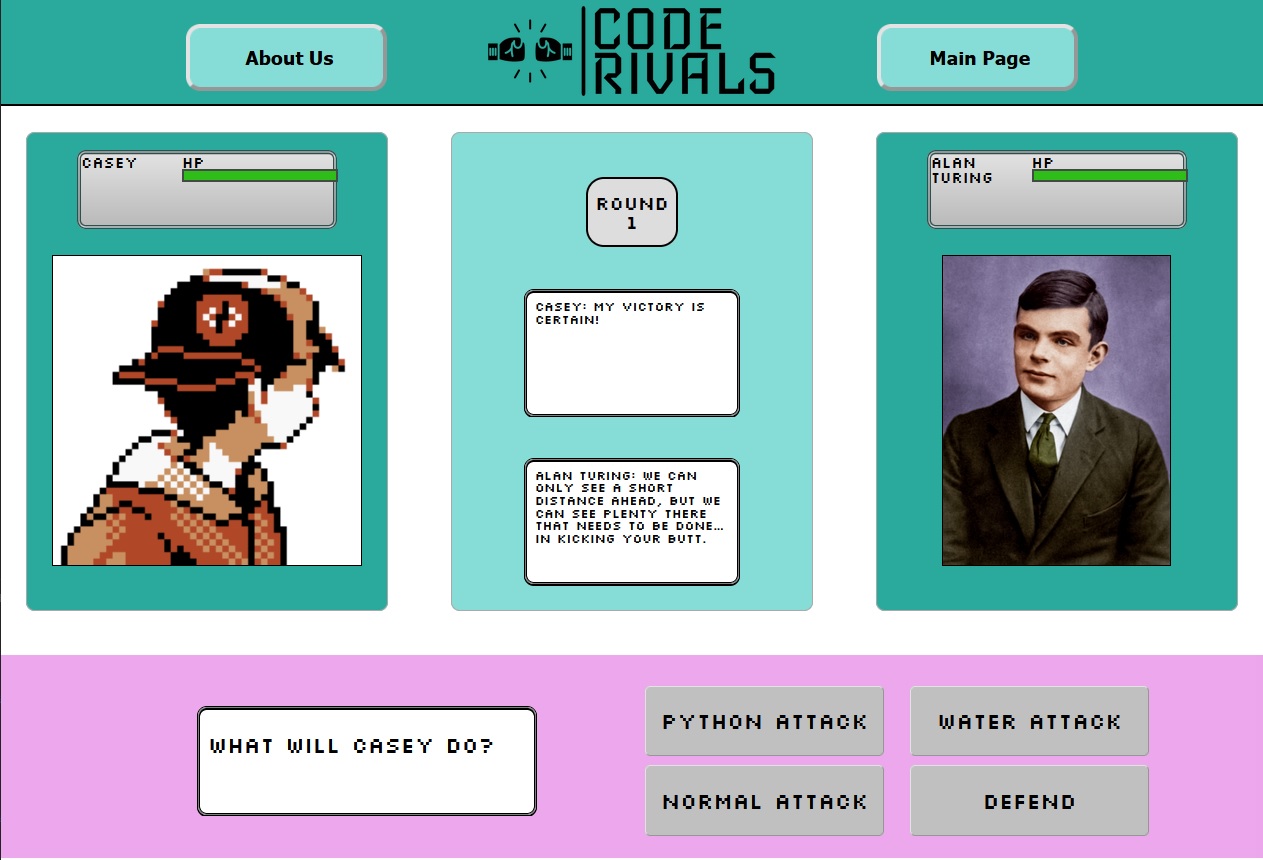 About Us
CODE
RIVALS
Main Page
CASEY HP
ALAN
TURING
HP
ROUND
1
CASEY: MY VICTORY IS
CERTAIN!
ALAN TURING: WE CAN
ONLY SEE A SHORT
DISTANCE AHEAD, BUT WE
CAN SEE PLENTY THERE
THAT NEEDS TO BE DONE...
IN KICKING YOUR BUTT.
WHAT WILL CASEY DO?
PYTHON ATTACK
WATER ATTACK
NORMAL ATTACK
DEFEND